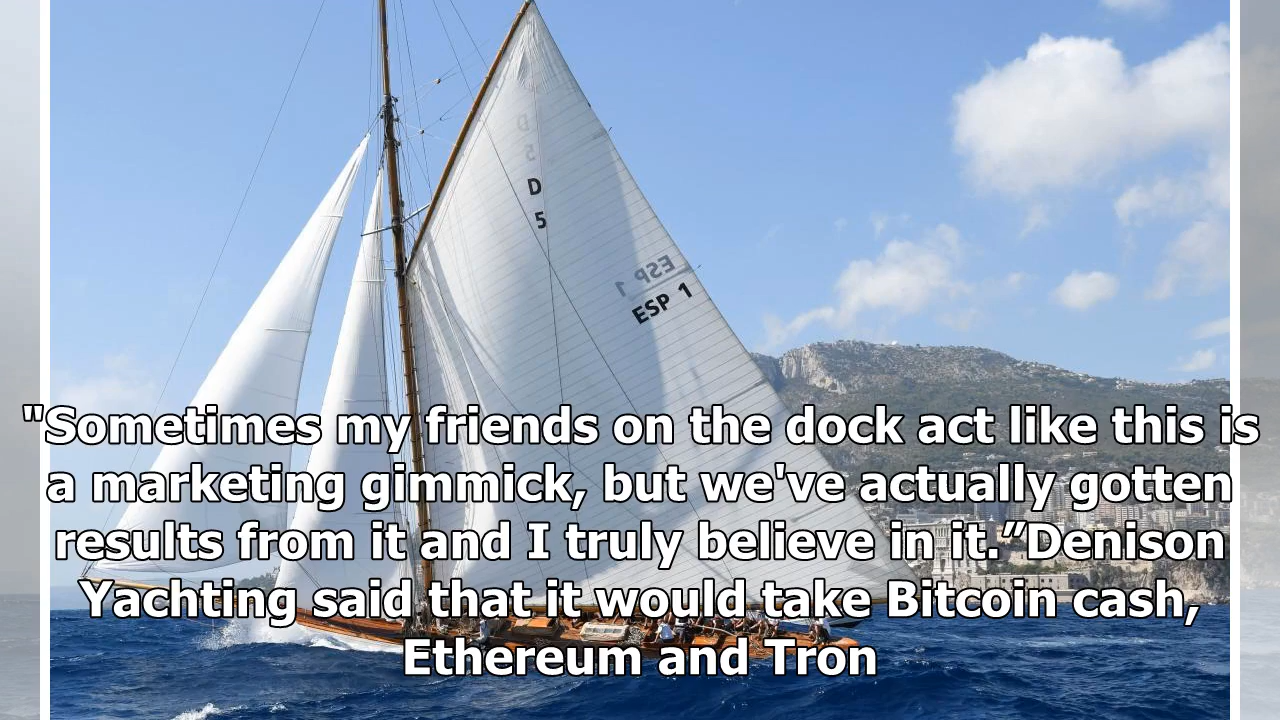 D
5
ESP 1
"Sometimes my friends on the dock act like this is
a marketing gimmick, but we've actually gotten
results from it and I truly believe in it.”Denison
Yachting said that it would take Bitcoin cash,
Ethereum and Tron